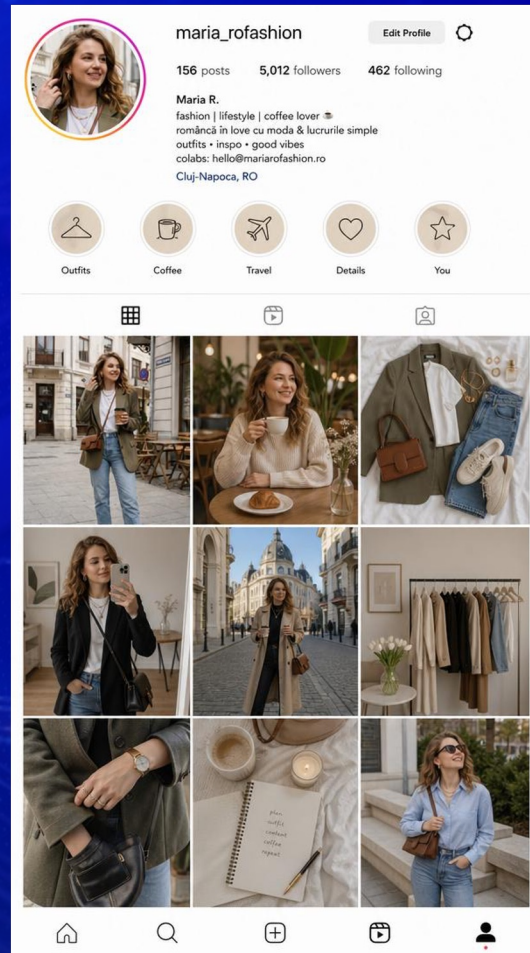 maria_rofashion
Edit Profile
156 posts 5,012 followers 462 following
Maria R.
fashion | lifestyle | coffee lover ☕
româncă în love cu moda & lucrurile simple
outfits • inspo • good vibes
colabs: hello@mariarofashion.ro
Cluj-Napoca, RO
Outfits Coffee Travel Details You
plan
outfit
content
coffee
repeat